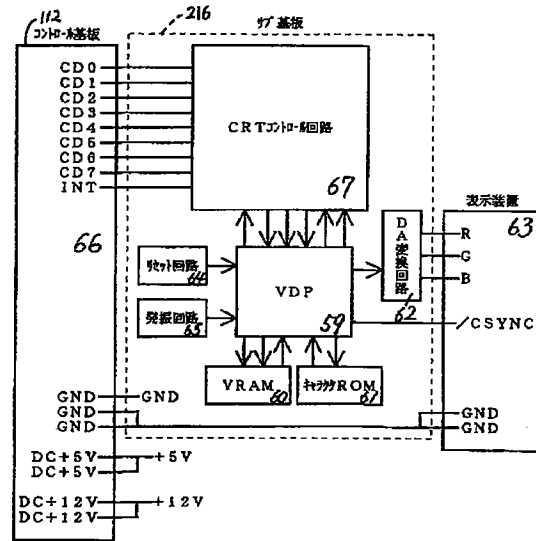 112
216
コントロール基板
サブ基板
CD0
CD1
CD2
CD3
CD4
CD5
CD6
CD7
INT
CRTコントロール回路
67
表示装置
66
63
DA変換回路
62
R
G
B
/CSYNC
リセット回路
64
VDP
59
発振回路
65
VRAM
60
キャラクタROM
61
GND
GND
GND
GND
GND
GND
DC+5V
+5V
DC+5V
DC+12V
+12V
DC+12V